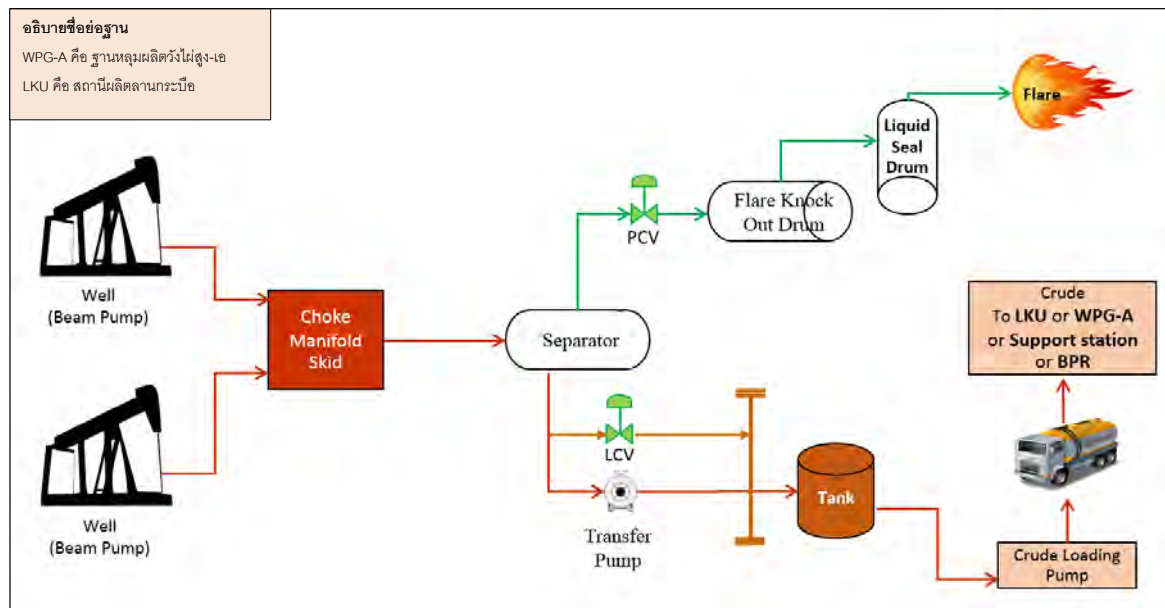 อธิบายชื่อย่อฐาน
WPG-A คือ ฐานหลุมผลิตวังไผ่สูง-เอ
LKU คือ สถานีผลิตลานกระบือ
Flare
Liquid
Seal
Drum
Flare Knock
Out Drum
PCV
Well
(Beam Pump)
Choke
Manifold
Skid
Separator
Crude
To LKU or WPG-A
or Support station
or BPR
LCV
Tank
Transfer
Pump
Well
(Beam Pump)
Crude Loading
Pump